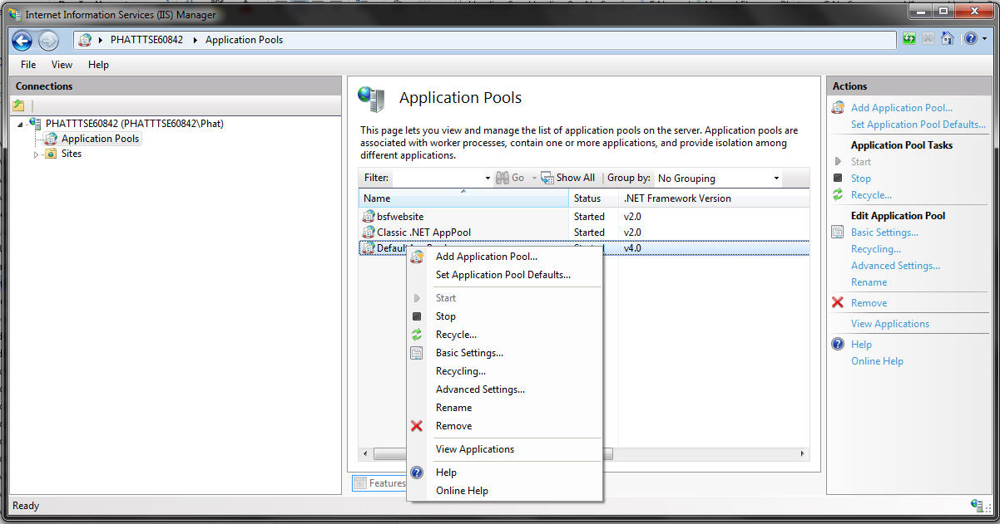 Internet Information Services (IIS) Manager
PHATTTSE60842 Application Pools
File View Help
Connections
PHATTTSE60842 (PHATTTSE60842\Phat)
Application Pools
Sites
Application Pools
This page lets you view and manage the list of application pools on the server. Application pools are
associated with worker processes, contain one or more applications, and provide isolation among
different applications.
Filter: Go Show All Group by: No Grouping
Name Status .NET Framework Version
bsfwebsite Started v2.0
Classic .NET AppPool Started v2.0
v4.0
Add Application Pool...
Set Application Pool Defaults...
Start
Stop
Recycle...
Basic Settings...
Recycling...
Advanced Settings...
Rename
Remove
View Applications
Help
Online Help
Features
Actions
Add Application Pool...
Set Application Pool Defaults...
Application Pool Tasks
Start
Stop
Recycle...
Edit Application Pool
Basic Settings...
Recycling...
Advanced Settings...
Rename
Remove
View Applications
Help
Online Help
Ready